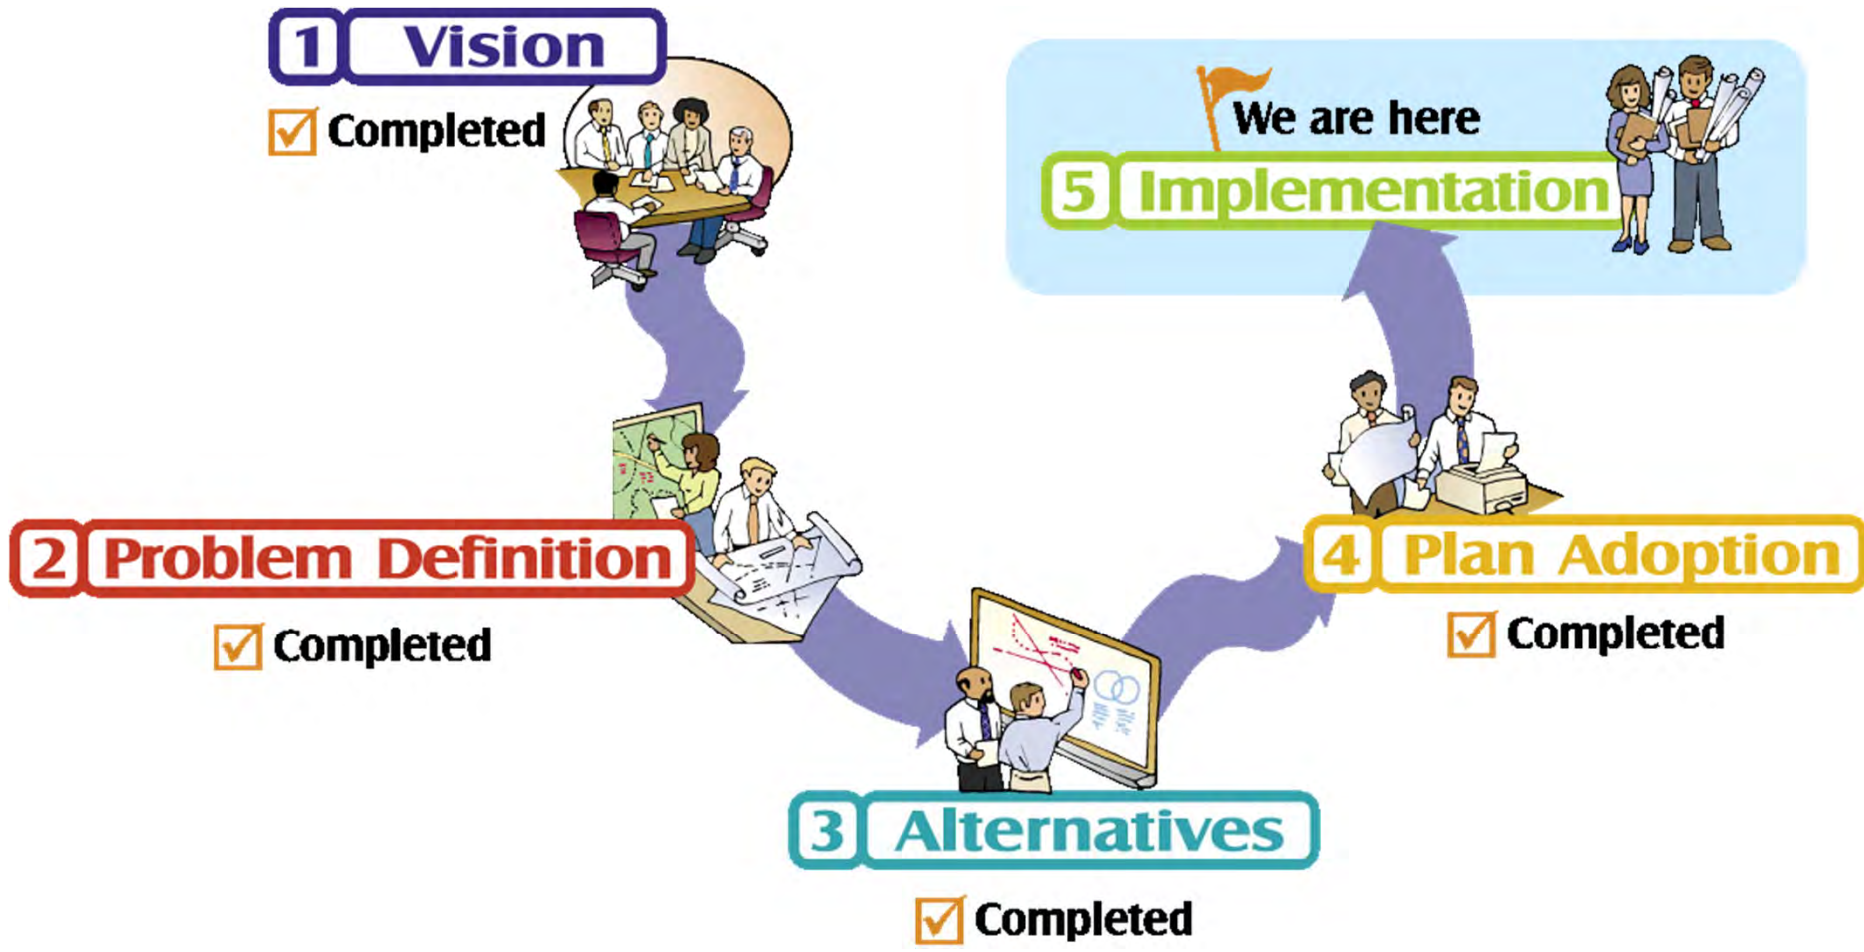 1 Vision
Completed
2 Problem Definition
Completed
3 Alternatives
Completed
4 Plan Adoption
Completed
We are here
5 Implementation